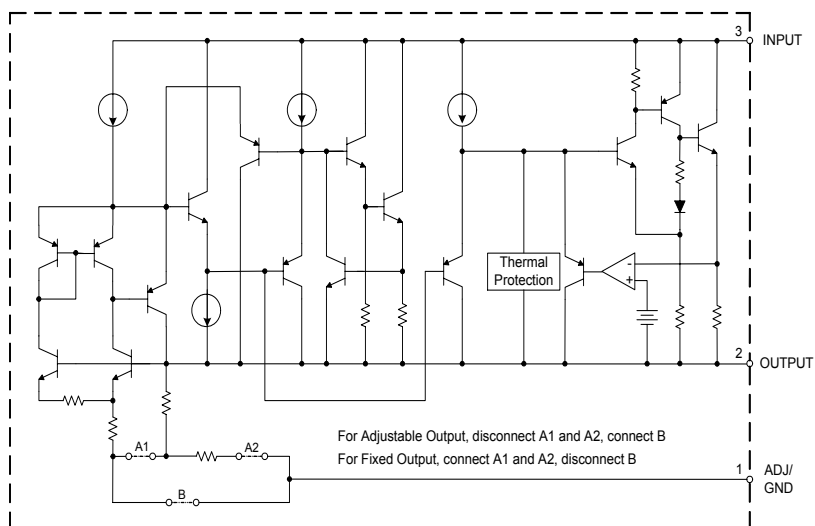 3
INPUT
Thermal
Protection
-
+
2
OUTPUT
A1
A2
For Adjustable Output, disconnect A1 and A2, connect B
For Fixed Output, connect A1 and A2, disconnect B
1
ADJ/
GND
B